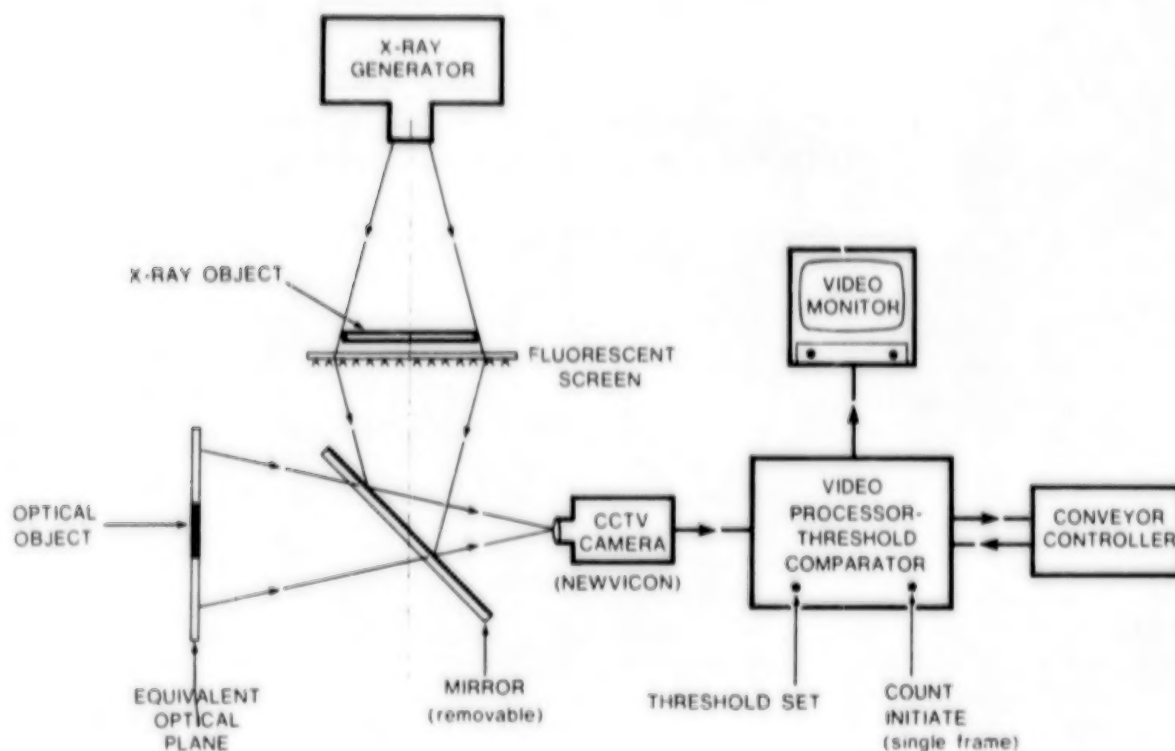 X-RAY
GENERATOR
X-RAY OBJECT
FLUORESCENT
SCREEN
VIDEO
MONITOR
OPTICAL
OBJECT
CCTV
CAMERA
(NEWVICON)
VIDEO
PROCESSOR-
THRESHOLD
COMPARATOR
CONVEYOR
CONTROLLER
EQUIVALENT
OPTICAL
PLANE
MIRROR
(removable)
THRESHOLD SET
COUNT
INITIATE
(single frame)